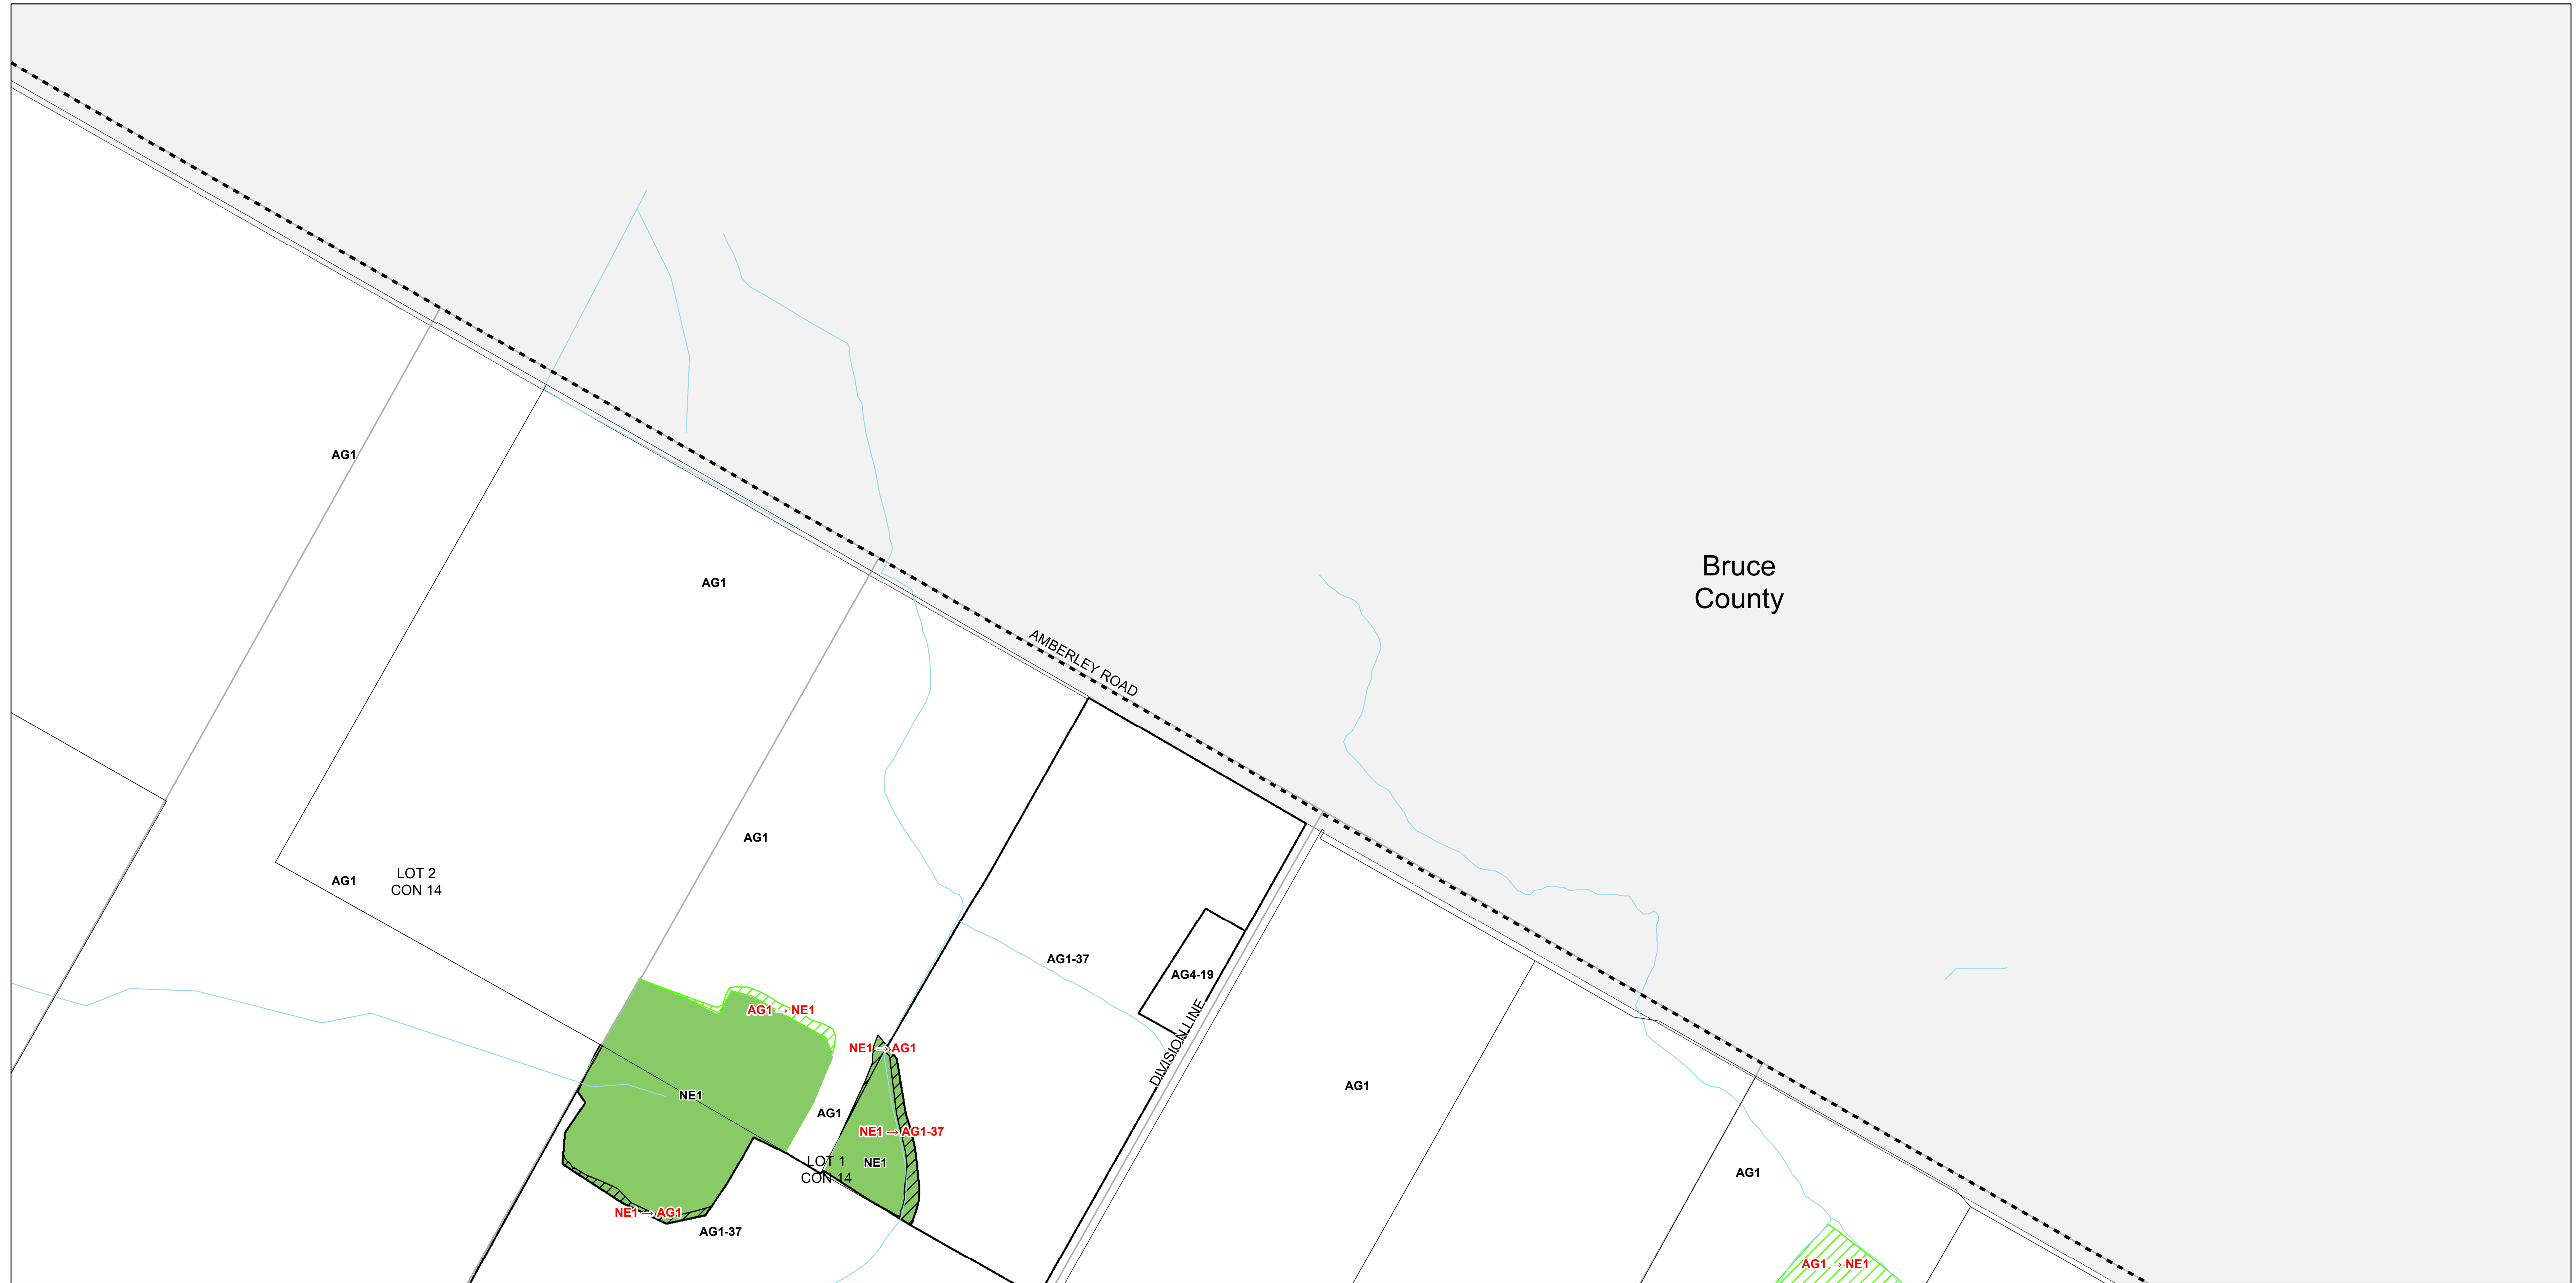 AG1
Bruce
County
AG1
AMBERLEY ROAD
AG1
LOT 2
CON 14
AG1
AG1-37
AG4-19
AG1 → NE1
DIVISION LINE
NE1 → AG1
AG1
NE1
AG1
NE1 → AG1-37
LOT 1
CON 14
NE1
AG1
NE1 → AG1
AG1-37
AG1 → NE1